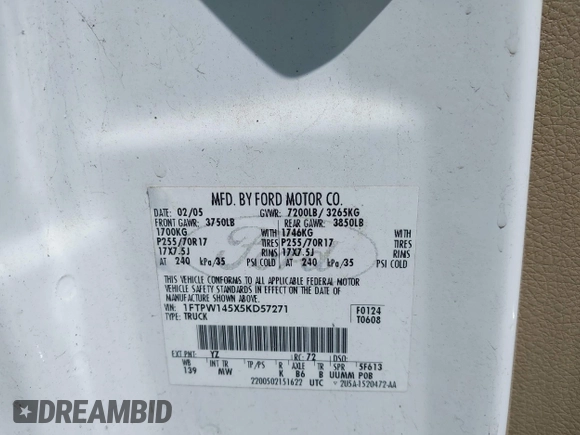 MFD. BY FORD MOTOR CO.
DATE: 02/05 GVWR: 7200LB/ 3265KG
FRONT GAWR: 3750LB REAR GAWR: 3850LB
1700KG WITH 1746KG WITH
P255/70R17 TIRES P255/70R17 TIRES
17X7.5J RIMS 17X7.5J RIMS
AT 240 kPa/35 PSI COLD AT 240 kPa/35 PSI COLD
Ford
THIS VEHICLE CONFORMS TO ALL APPLICABLE FEDERAL MOTOR
VEHICLE SAFETY STANDARDS IN EFFECT ON THE DATE OF
MANUFACTURE SHOWN ABOVE.
VIN: 1FTPW145X5KD57271 F0124
TYPE: TRUCK T0608
EXT PNT: YZ RC: 72 DSO:
WB INT TR TP/PS R AXLE TR SPR 5F613
139 MW K B6 B UUMM POB
2200502151622 UTC 2U5A-1520472-AA
DREAMBID